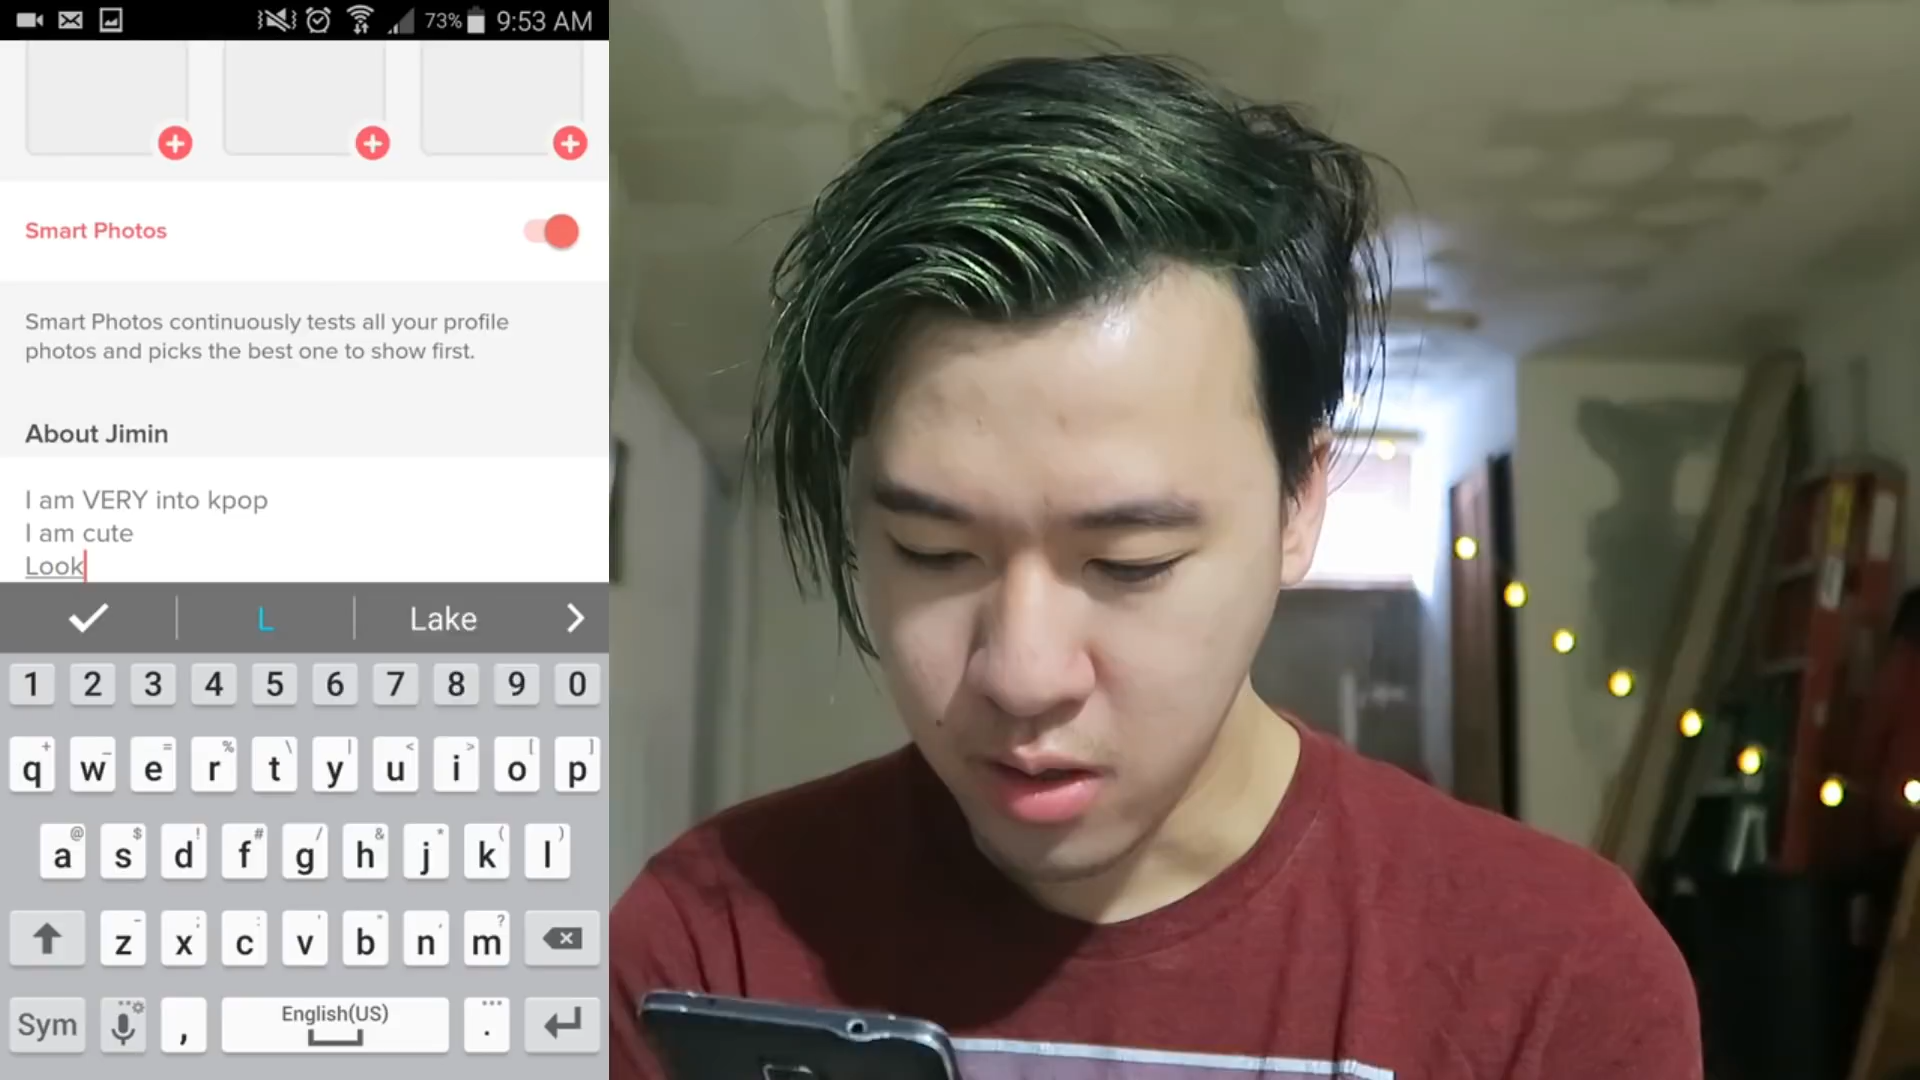 73% 9:53 AM
Smart Photos
Smart Photos continuously tests all your profile
photos and picks the best one to show first.
About Jimin
I am VERY into kpop
I am cute
Look
L Lake
1 2 3 4 5 6 7 8 9 0
+ _ = % \ | < > [ ]
q w e r t y u i o p
@ $ ! # / & * ( )
a s d f g h j k l
- ; : ' " , ?
z x c v b n m
Sym , English(US) .